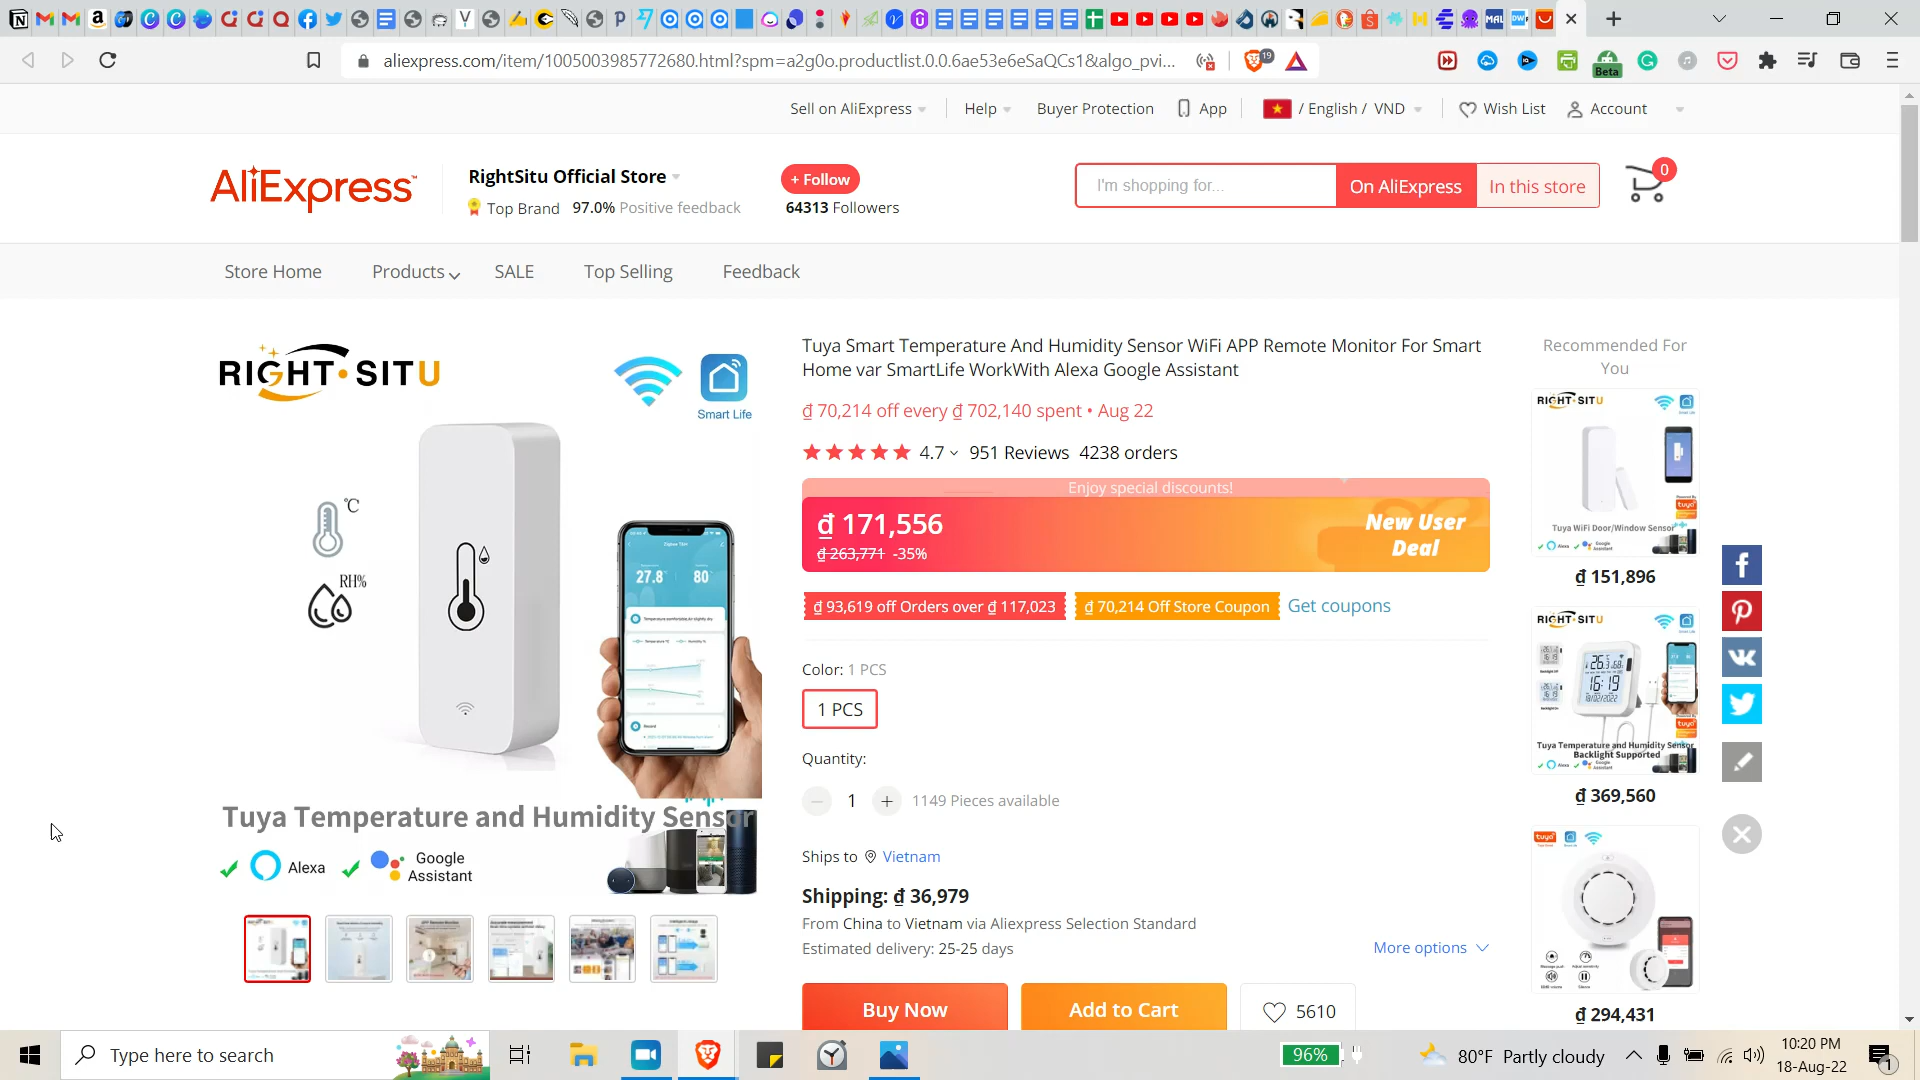 aliexpress.com/item/1005003985772680.html?spm=a2g0o.productlist.0.0.6ae53e6eSaQCs1&algo_pvi...
19
Beta
Sell on AliExpress
Help
Buyer Protection
App
/ English / VND
Wish List
Account
AliExpress
RightSitu Official Store
Top Brand 97.0% Positive feedback
+ Follow
64313 Followers
I'm shopping for...
On AliExpress
In this store
0
Store Home
Products
SALE
Top Selling
Feedback
RIGHT·SITU
Smart Life
°C
RH%
27.8
80
Tuya Temperature and Humidity Sensor
Alexa
Google Assistant
Tuya Smart Temperature And Humidity Sensor WiFi APP Remote Monitor For Smart
Home var SmartLife WorkWith Alexa Google Assistant
₫ 70,214 off every ₫ 702,140 spent • Aug 22
4.7 951 Reviews 4238 orders
Enjoy special discounts!
₫ 171,556
₫ 263,771 -35%
New User
Deal
₫ 93,619 off Orders over ₫ 117,023
₫ 70,214 Off Store Coupon
Get coupons
Color: 1 PCS
1 PCS
Quantity:
1
1149 Pieces available
Ships to Vietnam
Shipping: ₫ 36,979
From China to Vietnam via Aliexpress Selection Standard
Estimated delivery: 25-25 days
More options
Buy Now
Add to Cart
5610
Recommended For
You
RIGHT·SITU
Tuya WiFi Door/Window Sensor
₫ 151,896
RIGHT·SITU
16:19
Tuya Temperature and Humidity Sensor
Backlight Supported
₫ 369,560
tuya
₫ 294,431
Type here to search
96%
80°F Partly cloudy
10:20 PM
18-Aug-22
1